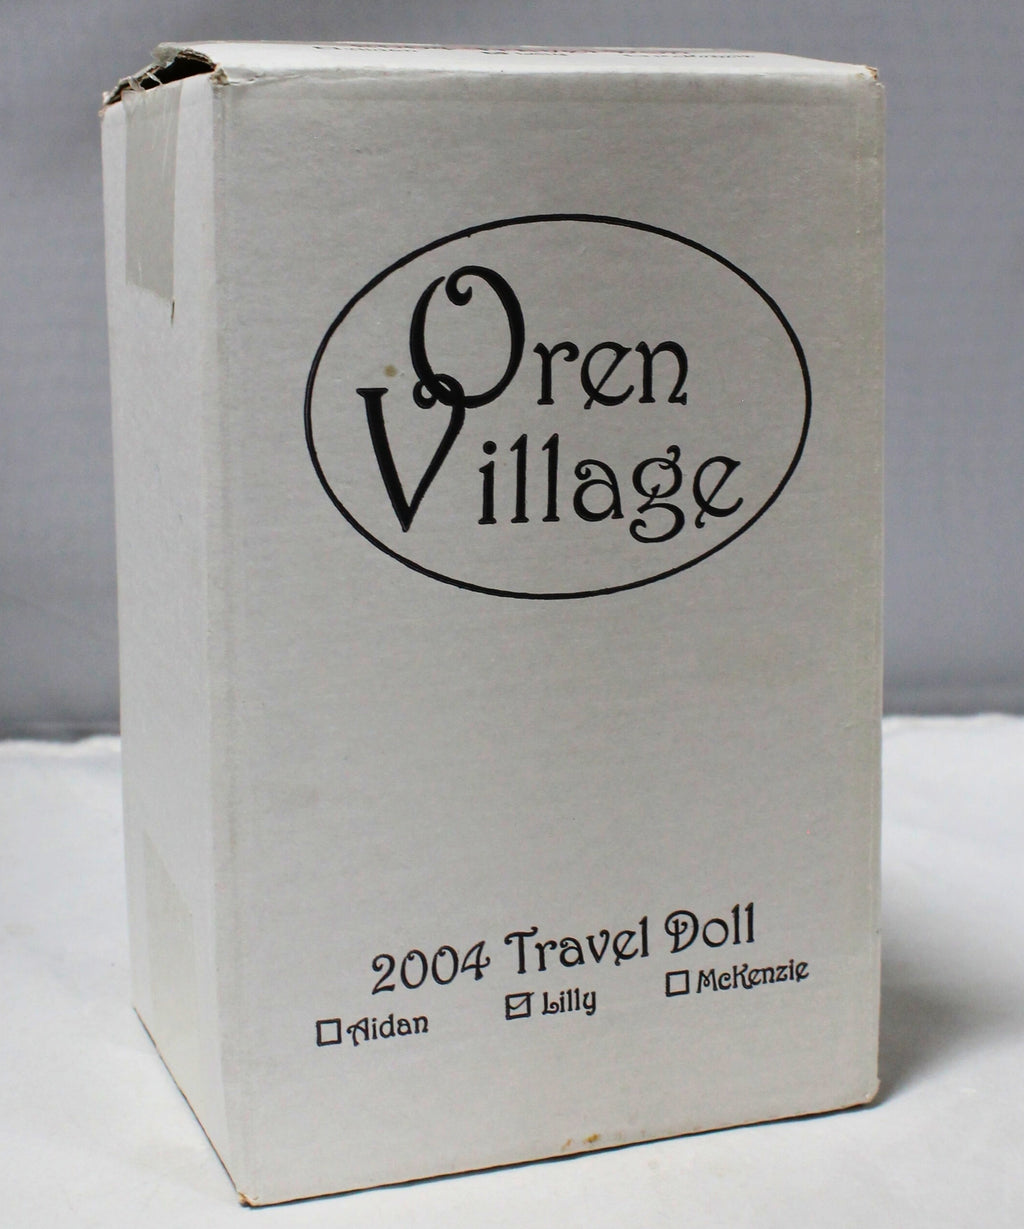 Oren
Village
2004 Travel Doll
☐ Aidan ☑ Lilly ☐ McKenzie